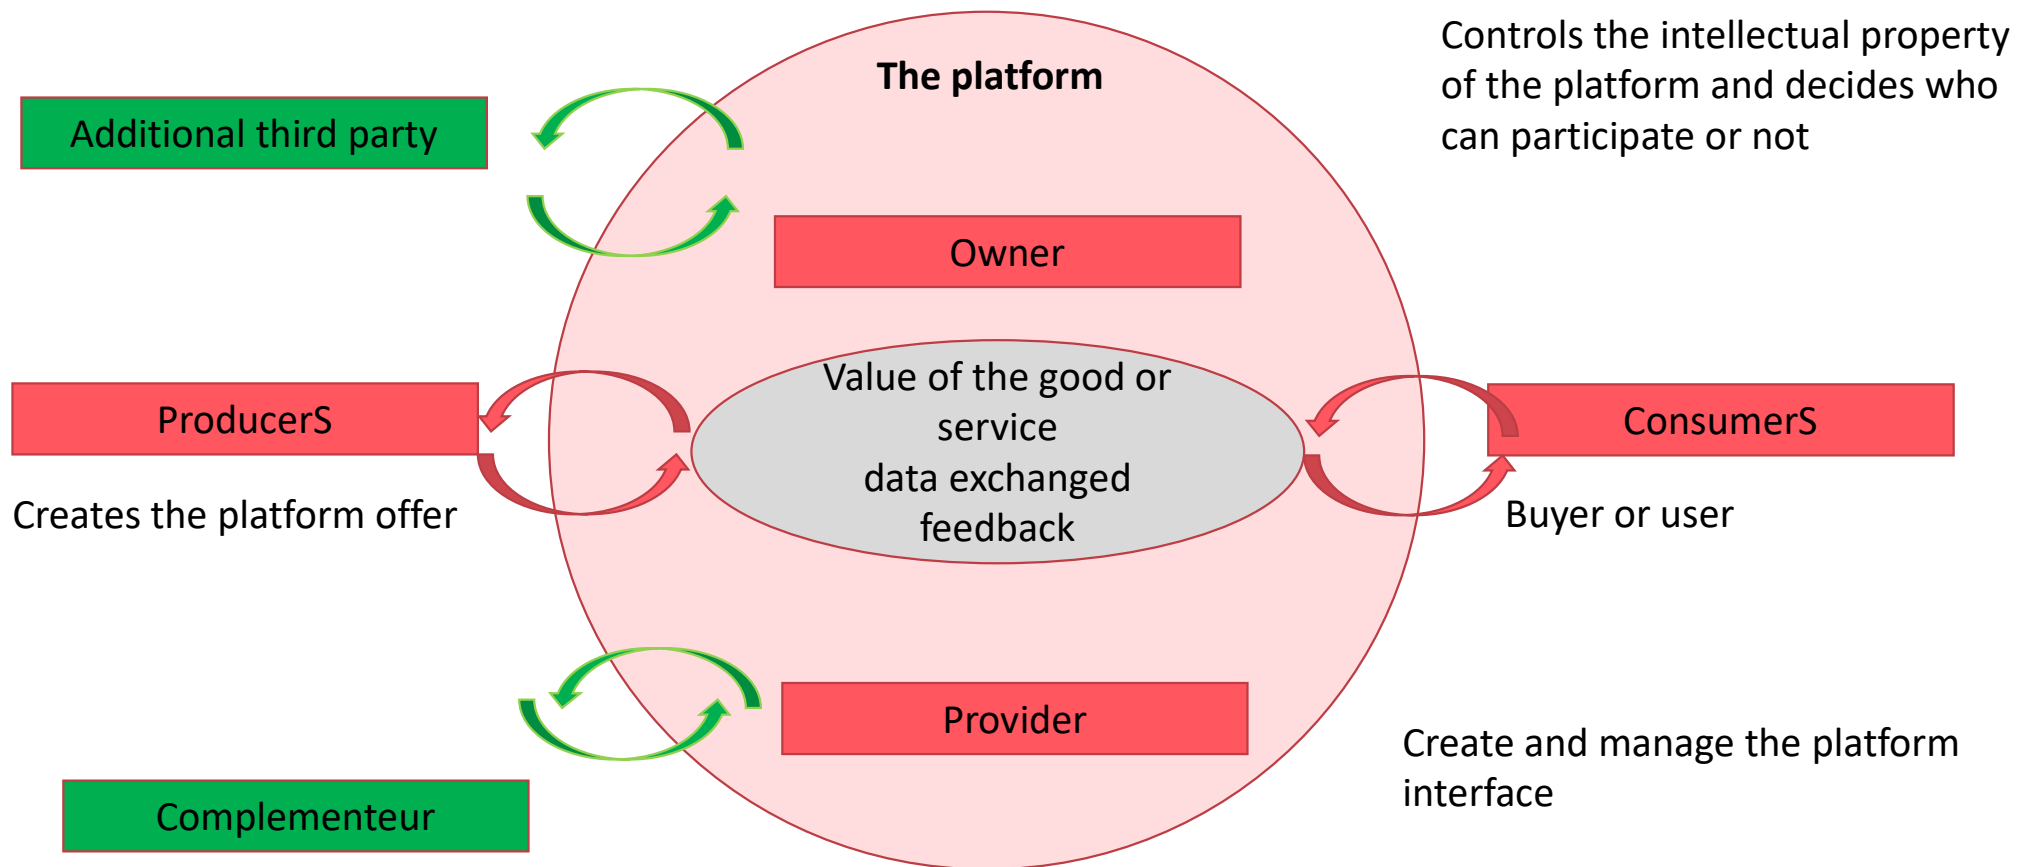 Controls the intellectual property
of the platform and decides who
can participate or not
The platform
Additional third party
Owner
Value of the good or
service
data exchanged
feedback
ProducerS
ConsumerS
Creates the platform offer
Buyer or user
Provider
Create and manage the platform
interface
Complementeur